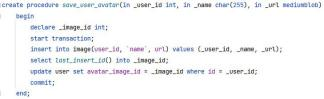 create procedure save_user_avatar(in _user_id int, in _name char(255), in _url mediumblob)
begin
declare _image_id int;
start transaction;
insert into image(user_id, `name`, url) values (_user_id, _name, _url);
select last_insert_id() into _image_id;
update user set avatar_image_id = _image_id where id = _user_id;
commit;
end;